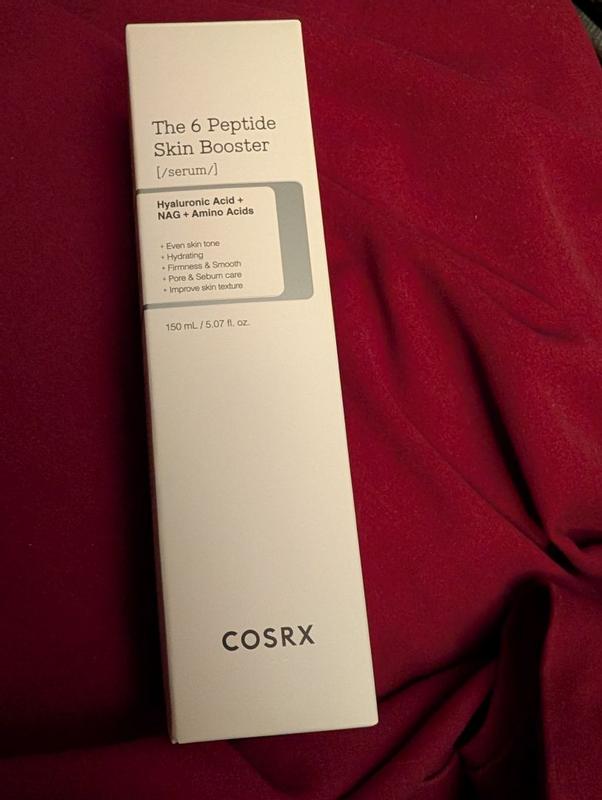 The 6 Peptide
Skin Booster
[/serum/]
Hyaluronic Acid +
NAG + Amino Acids
+ Even skin tone
+ Hydrating
+ Firmness & Smooth
+ Pore & Sebum care
+ Improve skin texture
150 mL / 5.07 fl. oz.
COSRX